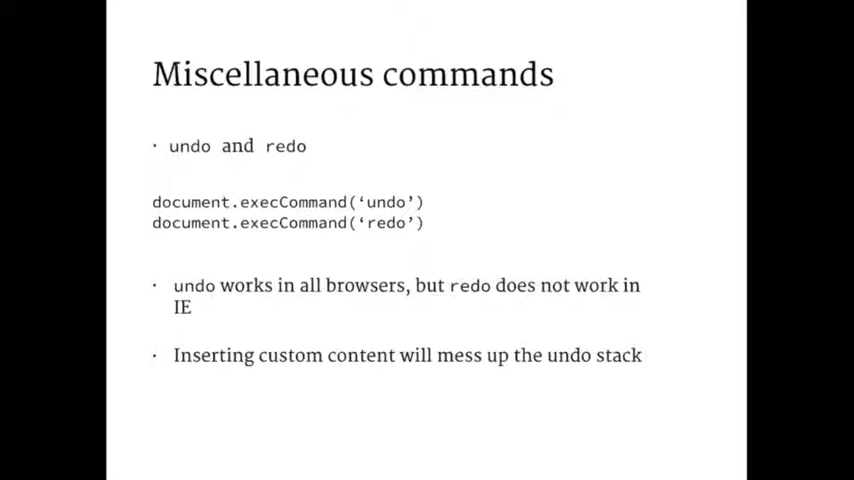 Miscellaneous commands
· undo and redo
document.execCommand(‘undo’)
document.execCommand(‘redo’)
· undo works in all browsers, but redo does not work in
IE
· Inserting custom content will mess up the undo stack